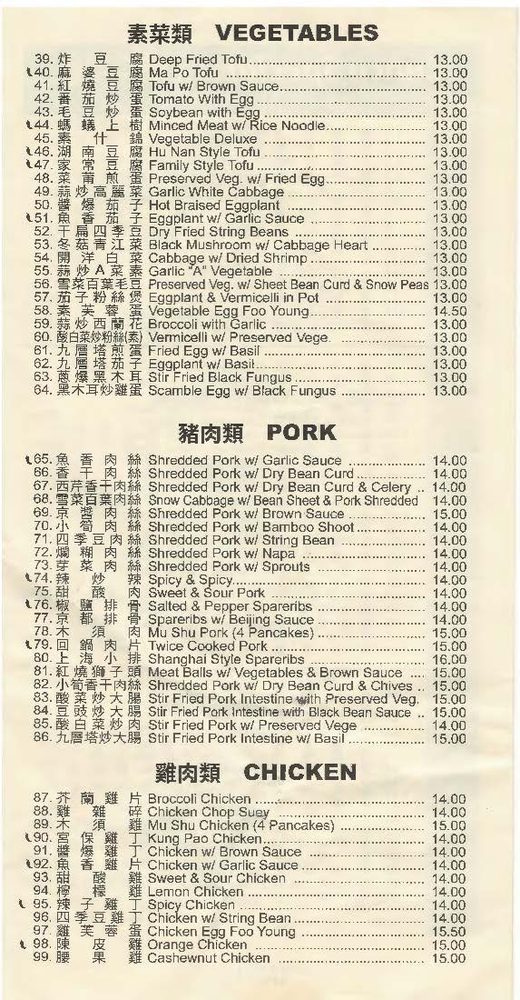 素菜類 VEGETABLES
39. 炸豆腐 Deep Fried Tofu 13.00
40. 麻婆豆腐 Ma Po Tofu 13.00
41. 紅燒豆腐 Tofu w/ Brown Sauce 13.00
42. 番茄炒蛋 Tomato With Egg 13.00
43. 毛豆炒蛋 Soybean with Egg 13.00
44. 螞蟻上樹 Minced Meat w/ Rice Noodle 13.00
45. 素什錦 Vegetable Deluxe 13.00
46. 湖南豆腐 Hu Nan Style Tofu 13.00
47. 家常豆腐 Family Style Tofu 13.00
48. 菜莆煎蛋 Preserved Veg. w/ Fried Egg 13.00
49. 蒜炒高麗菜 Garlic White Cabbage 13.00
50. 醬爆茄子 Hot Braised Eggplant 13.00
51. 魚香茄子 Eggplant w/ Garlic Sauce 13.00
52. 干扁四季豆 Dry Fried String Beans 13.00
53. 冬菇青江菜 Black Mushroom w/ Cabbage Heart 13.00
54. 開洋白菜 Cabbage w/ Dried Shrimp 13.00
55. 蒜炒A菜素 Garlic "A" Vegetable 13.00
56. 雪菜百葉毛豆 Preserved Veg. w/ Sheet Bean Curd & Snow Peas 13.00
57. 茄子粉絲煲 Eggplant & Vermicelli in Pot 13.00
58. 素芙蓉蛋 Vegetable Egg Foo Young 14.50
59. 蒜炒西蘭花 Broccoli with Garlic 13.00
60. 酸白菜炒粉絲(素) Vermicelli w/ Preserved Vege. 13.00
61. 九層塔煎蛋 Fried Egg w/ Basil 13.00
62. 九層塔茄子 Eggplant w/ Basil 13.00
63. 蔥爆黑木耳 Stir Fried Black Fungus 13.00
64. 黑木耳炒雞蛋 Scamble Egg w/ Black Fungus 13.00
豬肉類 PORK
65. 魚香肉絲 Shredded Pork w/ Garlic Sauce 14.00
66. 香干肉絲 Shredded Pork w/ Dry Bean Curd 14.00
67. 西芹香干肉絲 Shredded Pork w/ Dry Bean Curd & Celery 14.00
68. 雪菜百葉肉絲 Snow Cabbage w/ Bean Sheet & Pork Shredded 14.00
69. 京醬肉絲 Shredded Pork w/ Brown Sauce 15.00
70. 小筍肉絲 Shredded Pork w/ Bamboo Shoot 14.00
71. 四季豆肉絲 Shredded Pork w/ String Bean 14.00
72. 爛糊肉絲 Shredded Pork w/ Napa 14.00
73. 芽菜肉絲 Shredded Pork w/ Sprouts 14.00
74. 辣炒辣 Spicy & Spicy 14.00
75. 甜酸肉 Sweet & Sour Pork 14.00
76. 椒鹽排骨 Salted & Pepper Spareribs 14.00
77. 京都排骨 Spareribs w/ Beijing Sauce 14.00
78. 木須肉 Mu Shu Pork (4 Pancakes) 15.00
79. 回鍋肉片 Twice Cooked Pork 15.00
80. 上海小排 Shanghai Style Spareribs 16.00
81. 紅燒獅子頭 Meat Balls w/ Vegetables & Brown Sauce 15.00
82. 小筍香干肉絲 Shredded Pork w/ Dry Bean Curd & Chives 15.00
83. 酸菜炒大腸 Stir Fried Pork Intestine with Preserved Veg. 15.00
84. 豆豉炒大腸 Stir Fried Pork Intestine with Black Bean Sauce 15.00
85. 酸白菜炒肉 Stir Fried Pork w/ Preserved Vege 14.00
86. 九層塔炒大腸 Stir Fried Pork Intestine w/ Basil 15.00
雞肉類 CHICKEN
87. 芥蘭雞片 Broccoli Chicken 14.00
88. 雞雜碎 Chicken Chop Suey 14.00
89. 木須雞 Mu Shu Chicken (4 Pancakes) 15.00
90. 宮保雞丁 Kung Pao Chicken 14.00
91. 醬爆雞丁 Chicken w/ Brown Sauce 14.00
92. 魚香雞片 Chicken w/ Garlic Sauce 14.00
93. 甜酸雞 Sweet & Sour Chicken 14.00
94. 檸檬雞 Lemon Chicken 14.00
95. 辣子雞丁 Spicy Chicken 14.00
96. 四季豆雞丁 Chicken w/ String Bean 14.00
97. 雞芙蓉蛋 Chicken Egg Foo Young 15.50
98. 陳皮雞 Orange Chicken 15.00
99. 腰果雞 Cashewnut Chicken 15.00